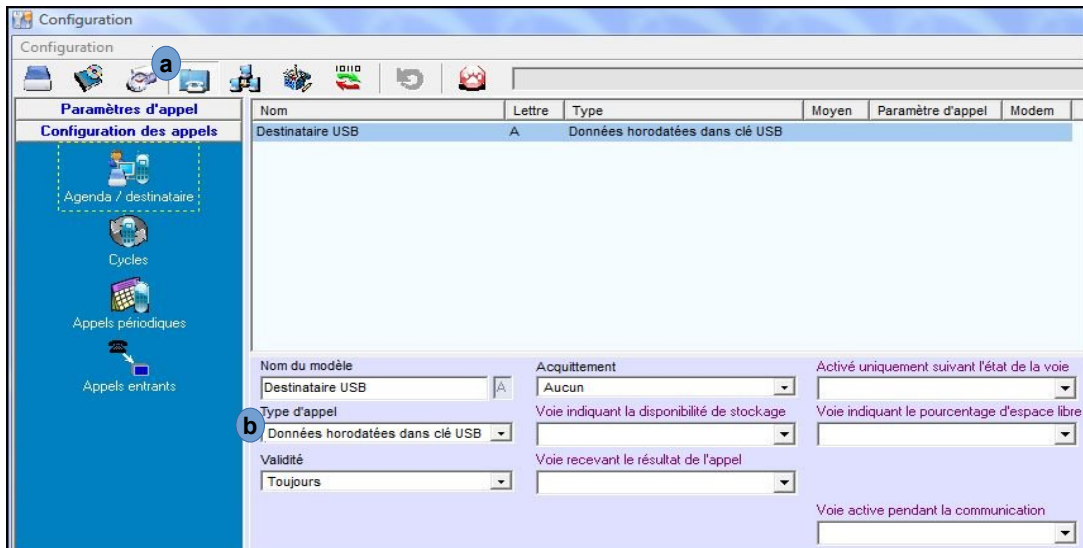 Configuration
Configuration
a
10110
Paramètres d'appel
Configuration des appels
Agenda / destinataire
Cycles
Appels périodiques
Appels entrants
Nom Lettre Type Moyen Paramètre d'appel Modem
Destinataire USB A Données horodatées dans clé USB
Nom du modèle Acquittement Activé uniquement suivant l'état de la voie
Destinataire USB A Aucun
Type d'appel Voie indiquant la disponibilité de stockage Voie indiquant le pourcentage d'espace libre
b Données horodatées dans clé USB
Validité Voie recevant le résultat de l'appel
Toujours
Voie active pendant la communication